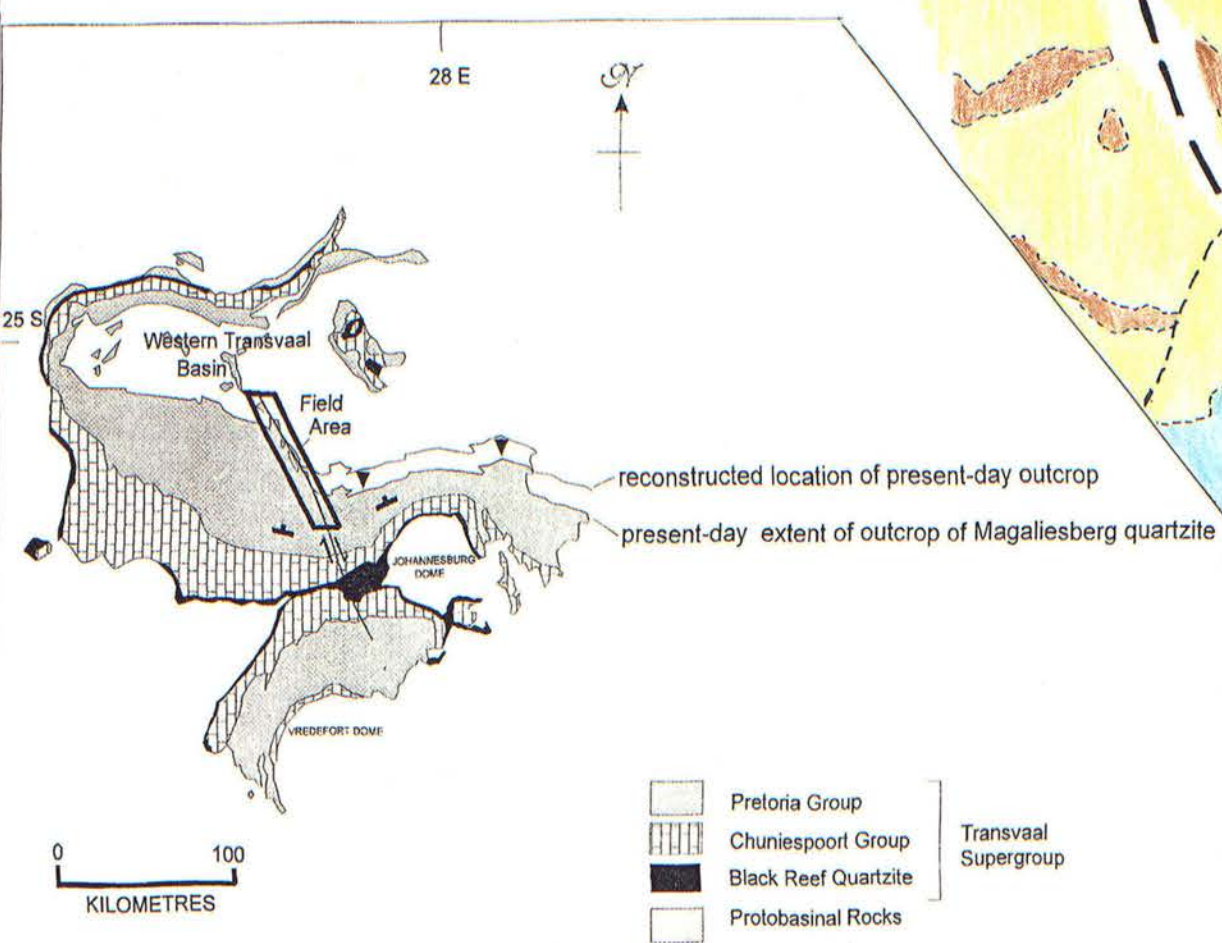 28 E
N
25 S
Western Transvaal
Basin
Field
Area
reconstructed location of present-day outcrop
present-day extent of outcrop of Magaliesberg quartzite
JOHANNESBURG
DOME
VREDEFORT DOME
0 100
KILOMETRES
Pretoria Group
Chuniespoort Group
Black Reef Quartzite
Protobasinal Rocks
Transvaal
Supergroup